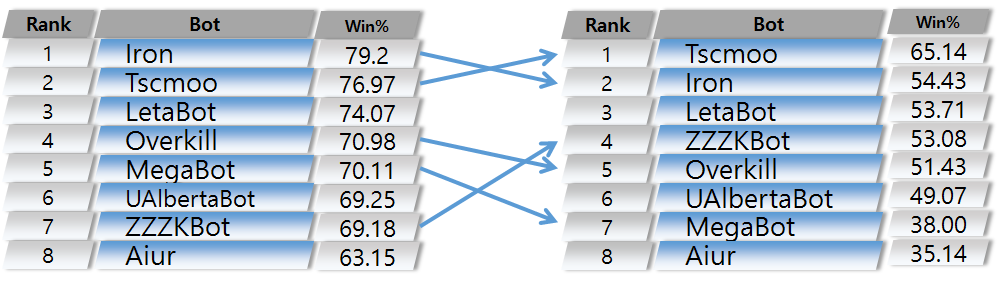 Rank Bot Win%
1 Iron 79.2
2 Tscmoo 76.97
3 LetaBot 74.07
4 Overkill 70.98
5 MegaBot 70.11
6 UAlbertaBot 69.25
7 ZZZKBot 69.18
8 Aiur 63.15
Rank Bot Win%
1 Tscmoo 65.14
2 Iron 54.43
3 LetaBot 53.71
4 ZZZKBot 53.08
5 Overkill 51.43
6 UAlbertaBot 49.07
7 MegaBot 38.00
8 Aiur 35.14